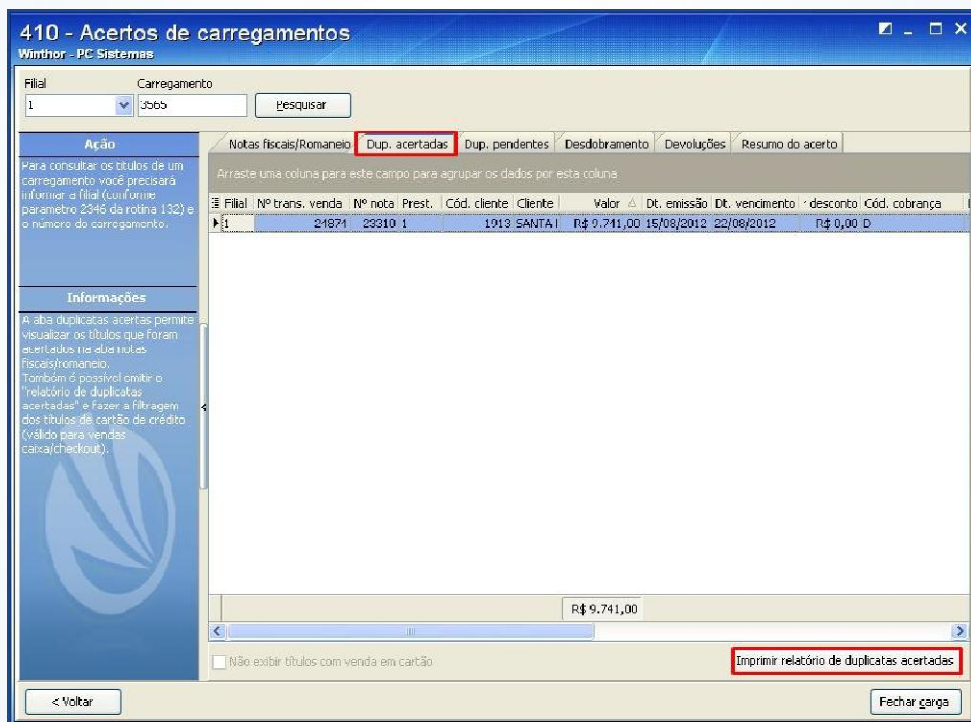 410 - Acertos de carregamentos
Winthor - PC Sistemas
Filial
Carregamento
1
3565
Pesquisar
Ação
Para consultar os títulos de um
carregamento você precisará
informar a filial (conforme
parametro 2346 da rotina 132) e
o número do carregamento.
Informações
A aba duplicatas acertas permite
visualizar os títulos que foram
acertados na aba notas
fiscais/romaneio.
Também é possível emitir o
"relatório de duplicatas
acertadas" e fazer a filtragem
dos títulos de cartão de crédito
(válido para vendas
caixa/checkout).
Notas fiscais/Romaneio Dup. acertadas Dup. pendentes Desdobramento Devoluções Resumo do acerto
Arraste uma coluna para este campo para agrupar os dados por esta coluna
Filial Nº trans. venda Nº nota Prest. Cód. cliente Cliente Valor Dt. emissão Dt. vencimento desconto Cód. cobrança
1 24874 23310 1 1913 SANTA R$ 9.741,00 15/08/2012 22/08/2012 R$ 0,00 D
R$ 9.741,00
Não exibir títulos com venda em cartão
Imprimir relatório de duplicatas acertadas
< Voltar
Fechar carga